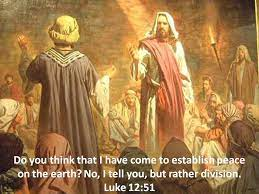 Do you think that I have come to establish peace
on the earth? No, i tell you, but rather division.
Luke 12:51